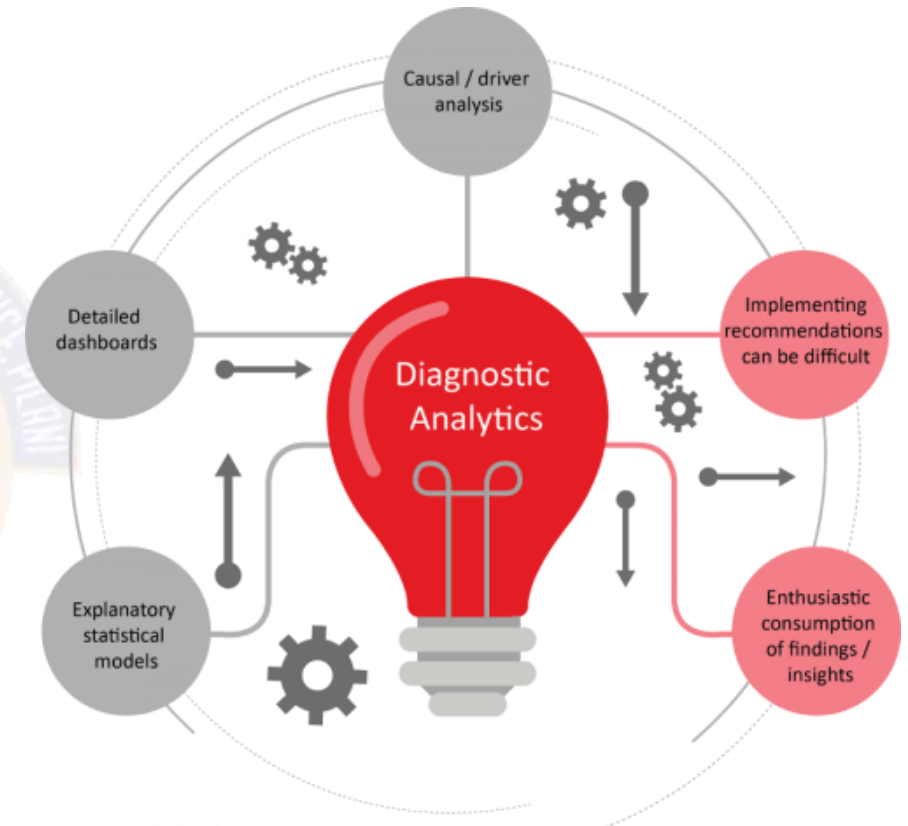 Causal / driver
analysis
Detailed
dashboards
Implementing
recommendations
can be difficult
Diagnostic
Analytics
Explanatory
statistical
models
Enthusiastic
consumption
of findings /
insights